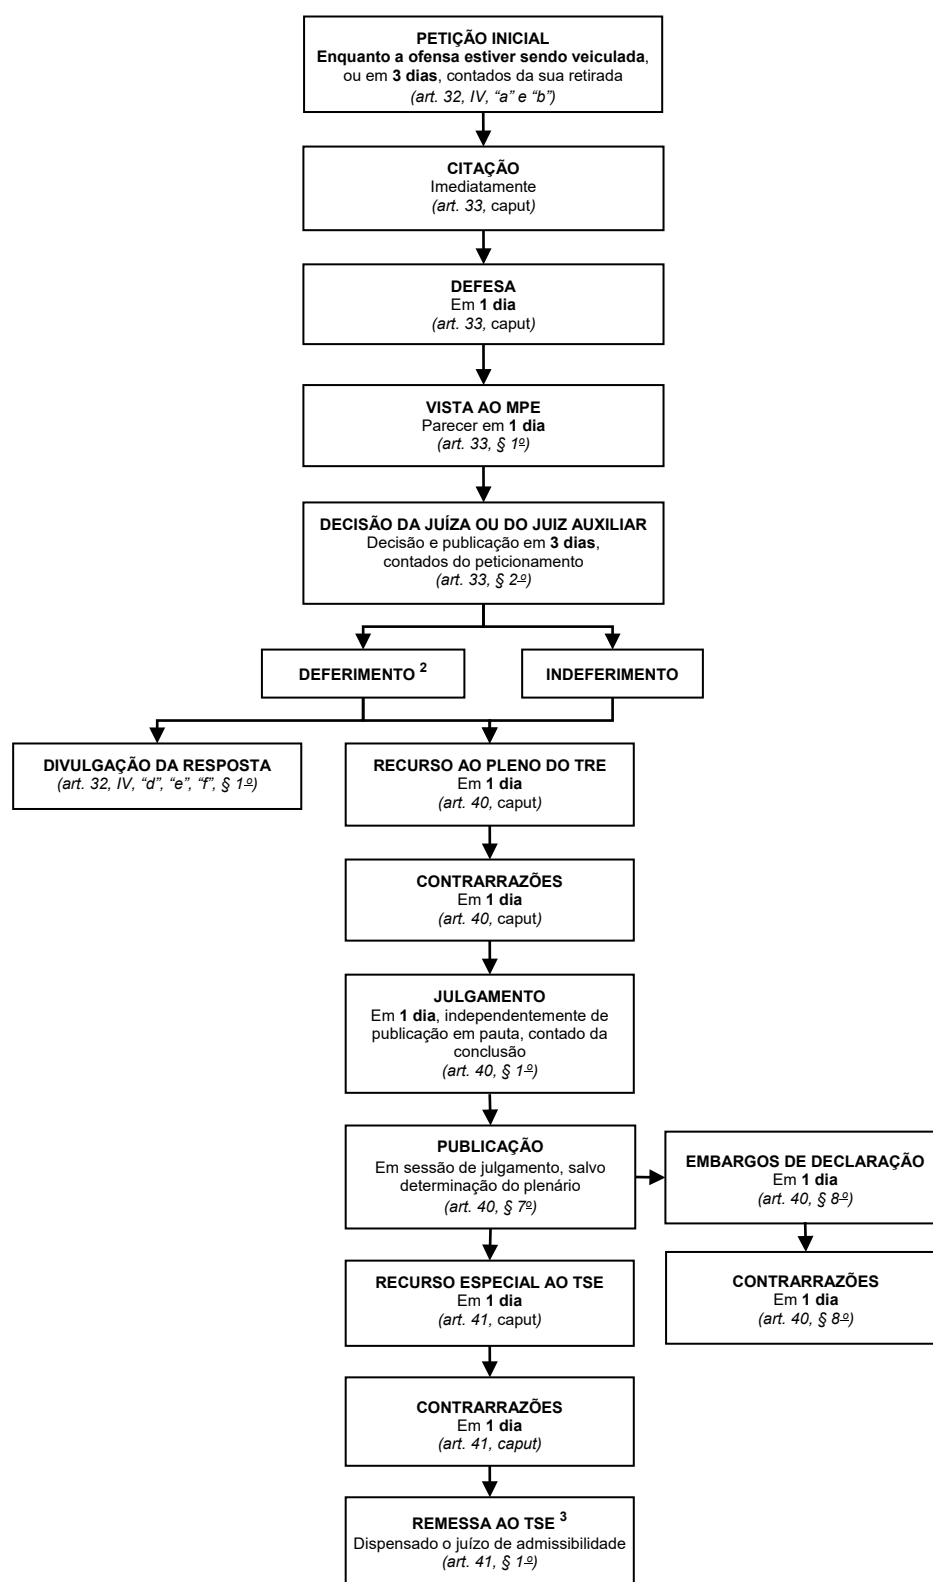 PETIÇÃO INICIAL
Enquanto a ofensa estiver sendo veiculada,
ou em 3 dias, contados da sua retirada
(art. 32, IV, “a” e “b”)
CITAÇÃO
Imediatamente
(art. 33, caput)
DEFESA
Em 1 dia
(art. 33, caput)
VISTA AO MPE
Parecer em 1 dia
(art. 33, § 1º)
DECISÃO DA JUÍZA OU DO JUIZ AUXILIAR
Decisão e publicação em 3 dias,
contados do peticionamento
(art. 33, § 2º)
DEFERIMENTO ²
INDEFERIMENTO
DIVULGAÇÃO DA RESPOSTA
(art. 32, IV, “d”, “e”, “f”, § 1º)
RECURSO AO PLENO DO TRE
Em 1 dia
(art. 40, caput)
CONTRARRAZÕES
Em 1 dia
(art. 40, caput)
JULGAMENTO
Em 1 dia, independentemente de
publicação em pauta, contado da
conclusão
(art. 40, § 1º)
PUBLICAÇÃO
Em sessão de julgamento, salvo
determinação do plenário
(art. 40, § 7º)
EMBARGOS DE DECLARAÇÃO
Em 1 dia
(art. 40, § 8º)
CONTRARRAZÕES
Em 1 dia
(art. 40, § 8º)
RECURSO ESPECIAL AO TSE
Em 1 dia
(art. 41, caput)
CONTRARRAZÕES
Em 1 dia
(art. 41, caput)
REMESSA AO TSE ³
Dispensado o juízo de admissibilidade
(art. 41, § 1º)